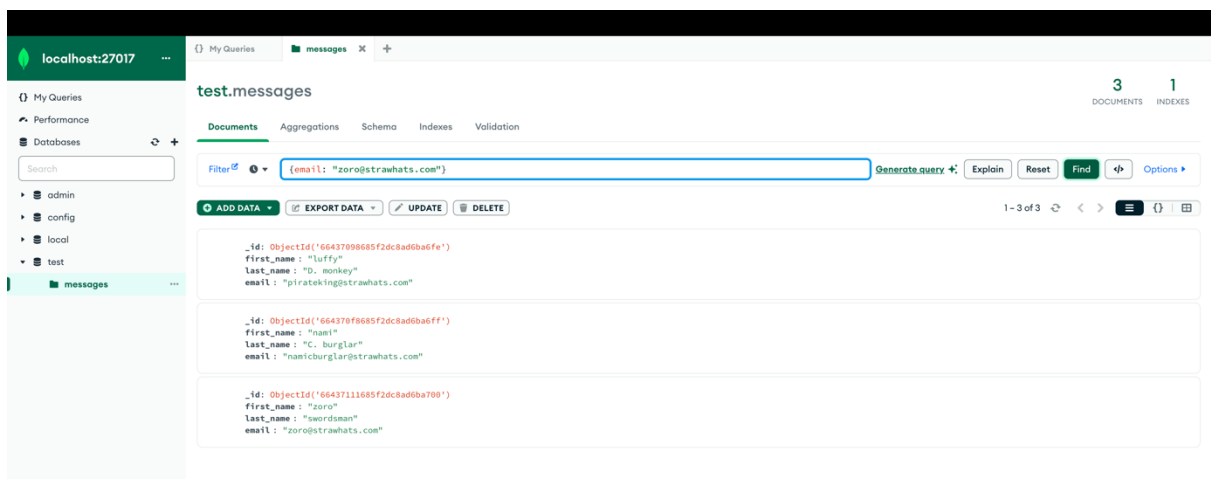 localhost:27017 ...
{} My Queries
messages
{} My Queries
Performance
Databases
Search
admin
config
local
test
messages ...
test.messages
3
DOCUMENTS
1
INDEXES
Documents Aggregations Schema Indexes Validation
Filter {email: "zoro@strawhats.com"} Generate query Explain Reset Find </> Options
ADD DATA EXPORT DATA UPDATE DELETE 1 – 3 of 3 {}
_id: ObjectId('66437098685f2dc8ad6ba6fe')
first_name : "luffy"
last_name : "D. monkey"
email : "pirateking@strawhats.com"
_id: ObjectId('664370f8685f2dc8ad6ba6ff')
first_name : "nami"
last_name : "C. burglar"
email : "namicburglar@strawhats.com"
_id: ObjectId('66437111685f2dc8ad6ba700')
first_name : "zoro"
last_name : "swordsman"
email : "zoro@strawhats.com"